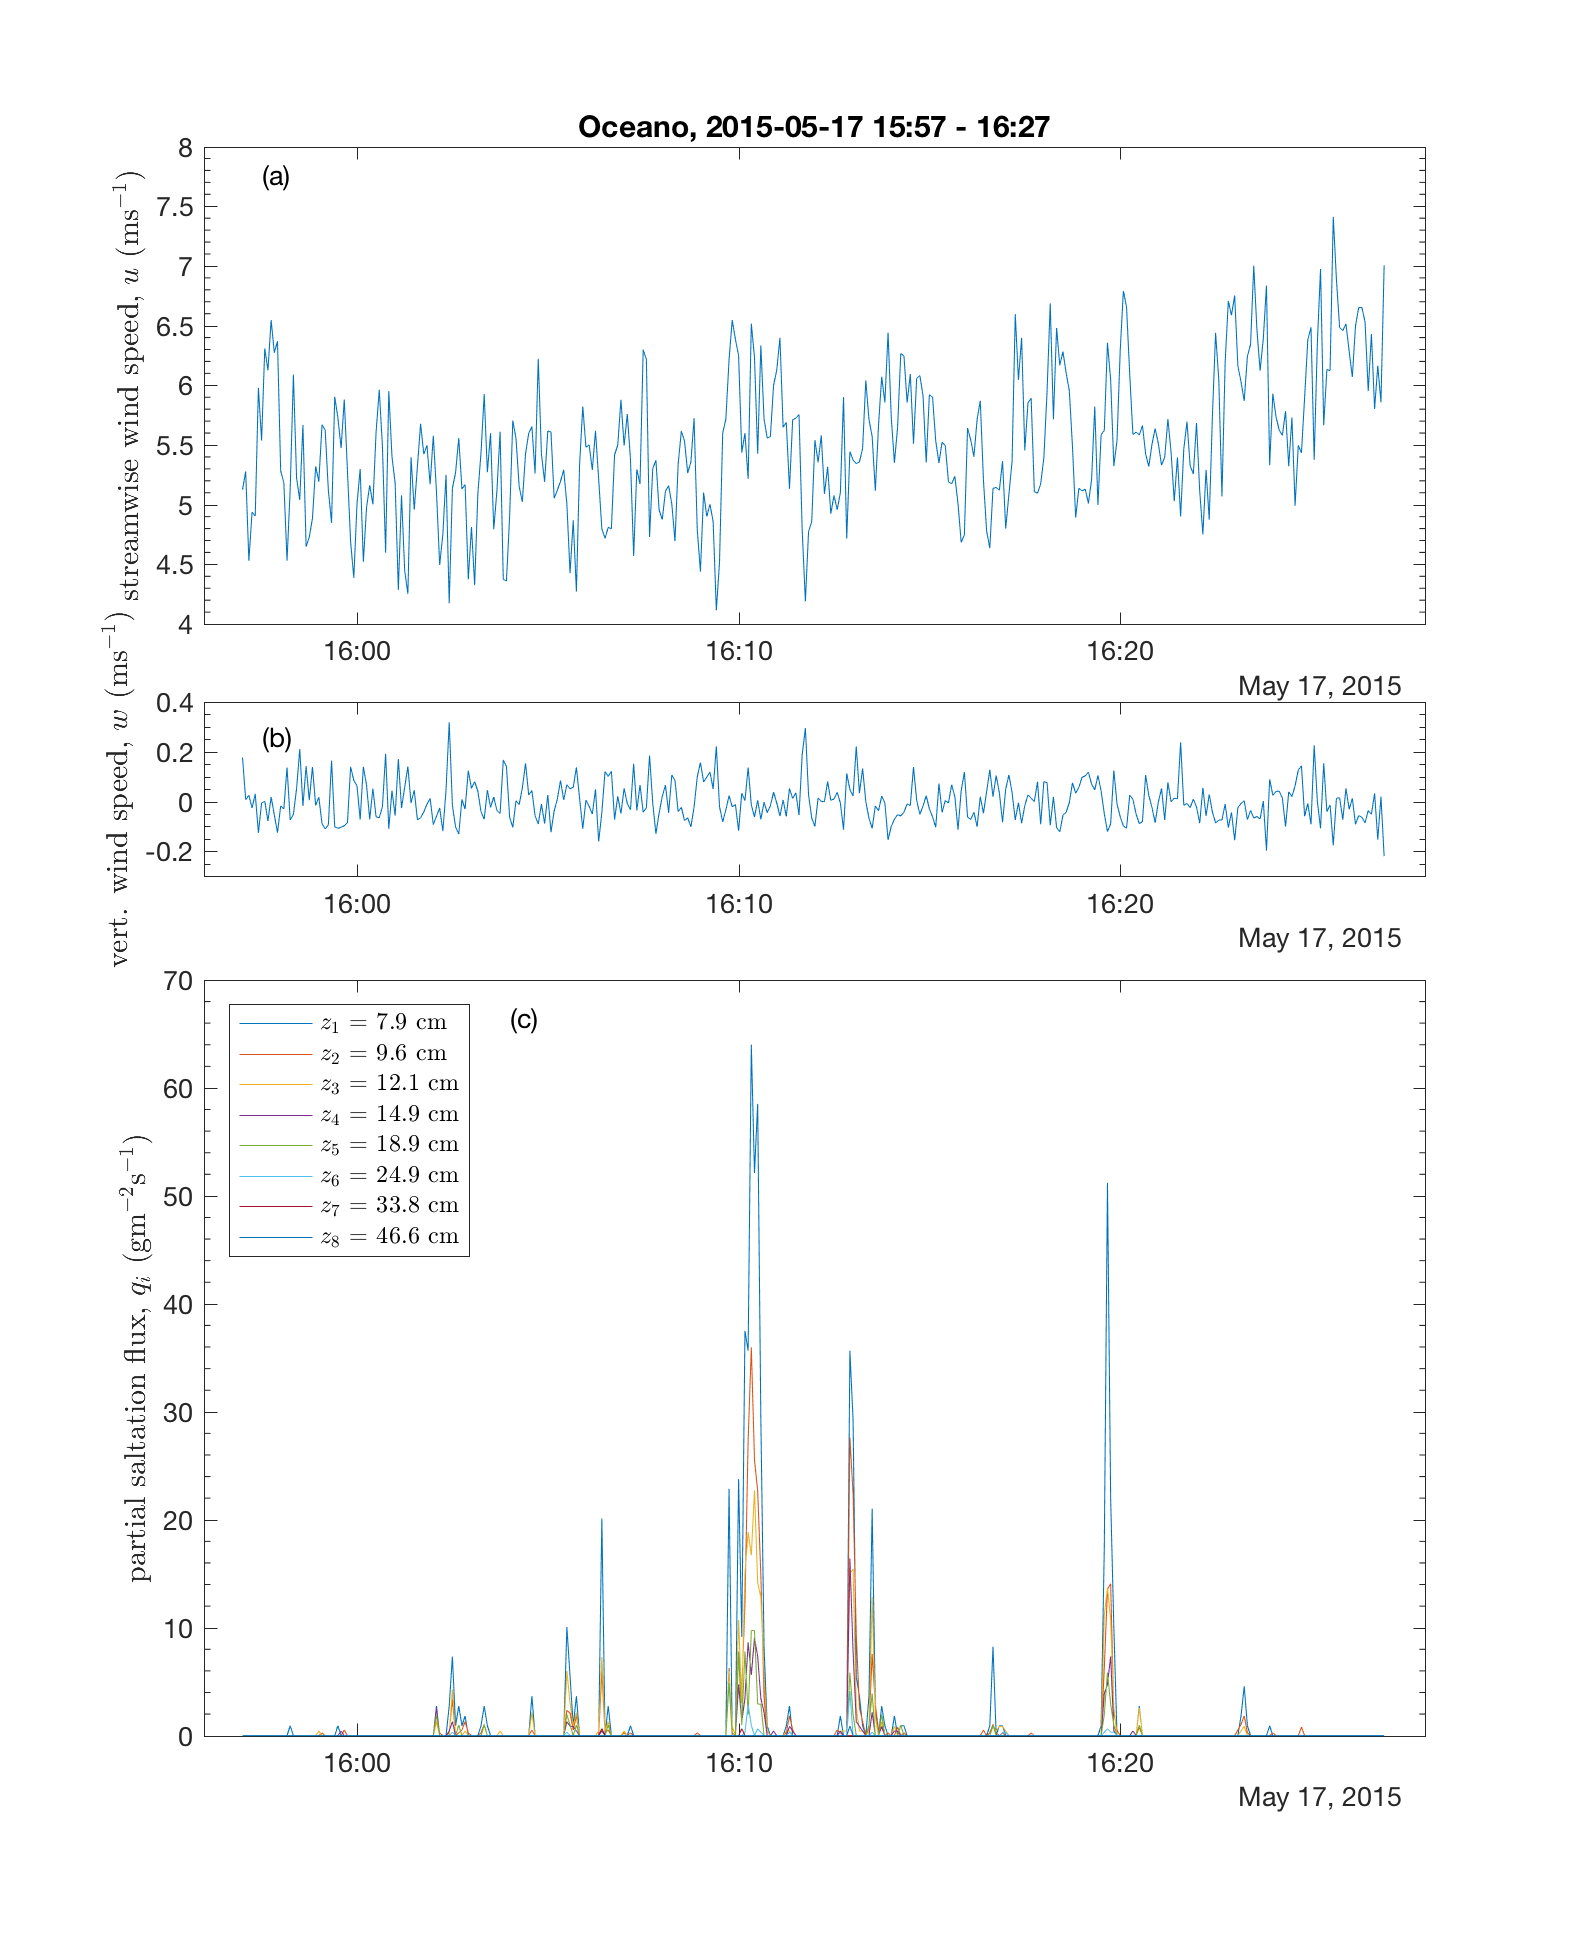 Oceano, 2015-05-17 15:57 - 16:27
(a)
streamwise wind speed, u (ms⁻¹)
8
7.5
7
6.5
6
5.5
5
4.5
4
16:00 16:10 16:20
May 17, 2015
(b)
vert. wind speed, w (ms⁻¹)
0.4
0.2
0
-0.2
16:00 16:10 16:20
May 17, 2015
(c)
partial saltation flux, qᵢ (gm⁻²s⁻¹)
70
60
50
40
30
20
10
0
z₁ = 7.9 cm
z₂ = 9.6 cm
z₃ = 12.1 cm
z₄ = 14.9 cm
z₅ = 18.9 cm
z₆ = 24.9 cm
z₇ = 33.8 cm
z₈ = 46.6 cm
16:00 16:10 16:20
May 17, 2015